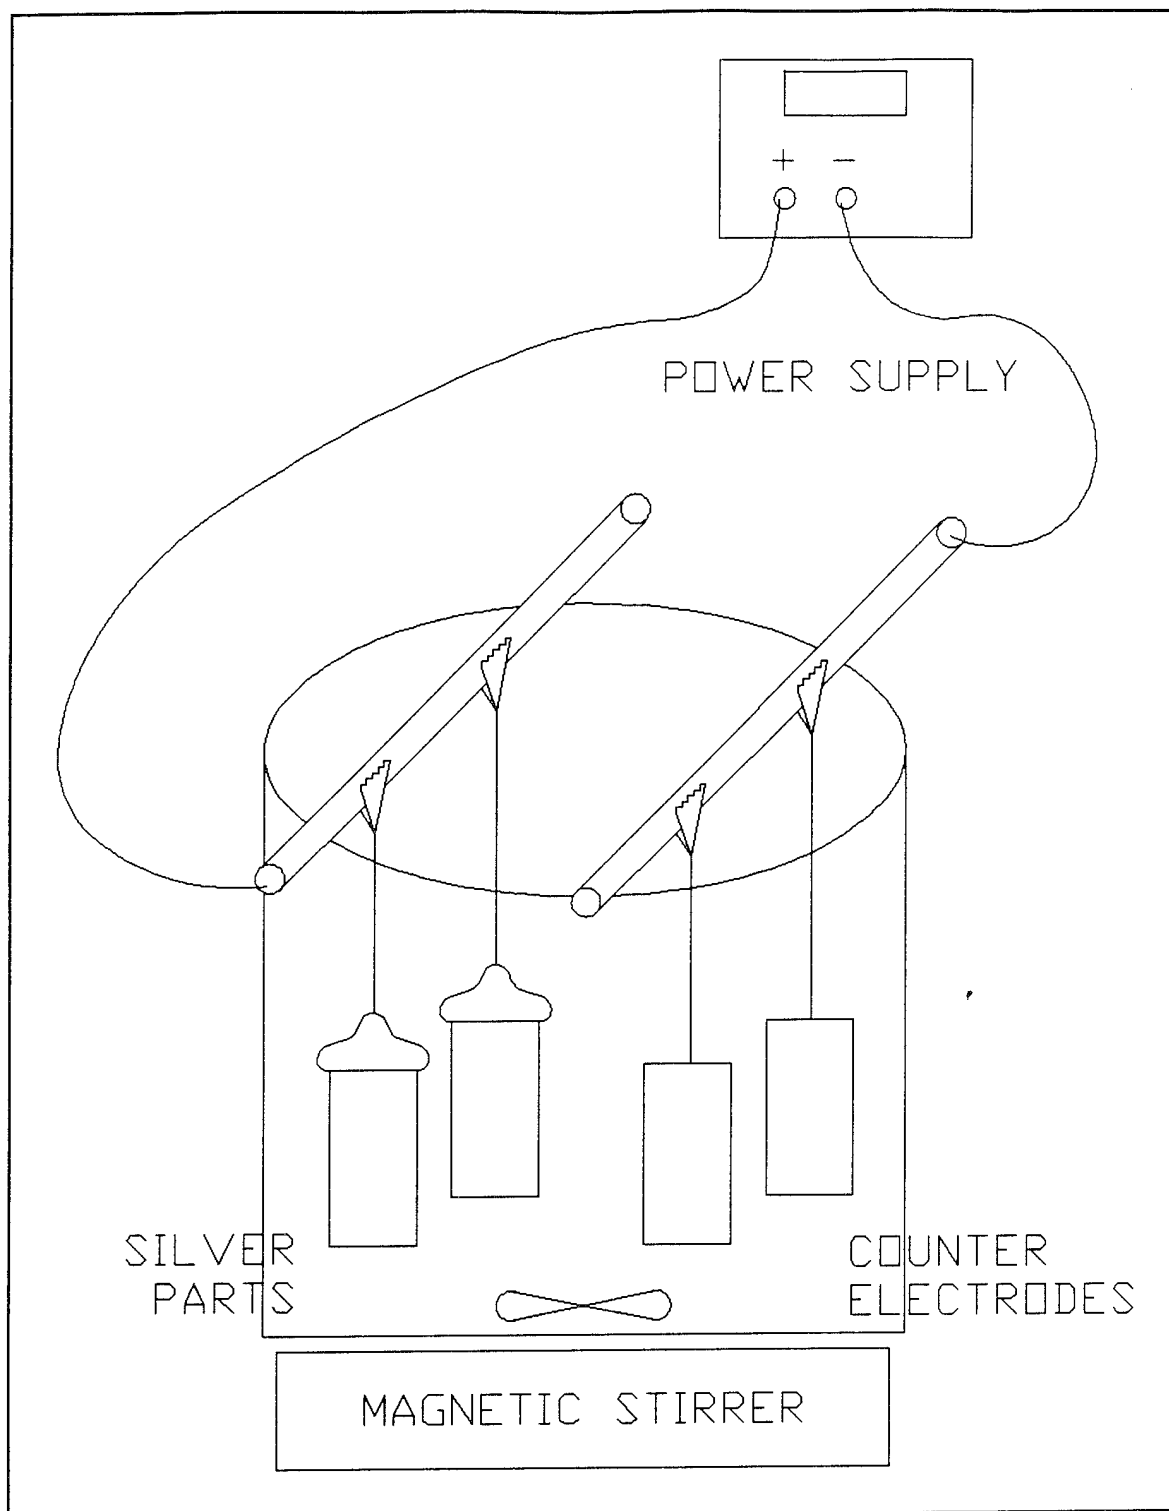 + −
POWER SUPPLY
SILVER
PARTS
COUNTER
ELECTRODES
MAGNETIC STIRRER